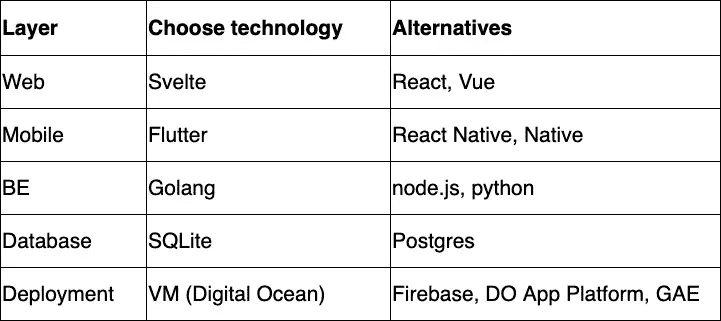 Layer Choose technology Alternatives
Web Svelte React, Vue
Mobile Flutter React Native, Native
BE Golang node.js, python
Database SQLite Postgres
Deployment VM (Digital Ocean) Firebase, DO App Platform, GAE